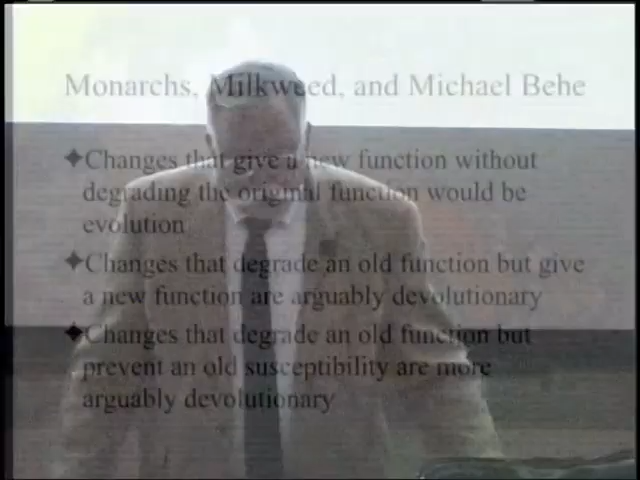 Monarchs, Milkweed, and Michael Behe
✦Changes that give a new function without
degrading the original function would be
evolution
✦Changes that degrade an old function but give
a new function are arguably devolutionary
✦Changes that degrade an old function but
prevent an old susceptibility are more
arguably devolutionary